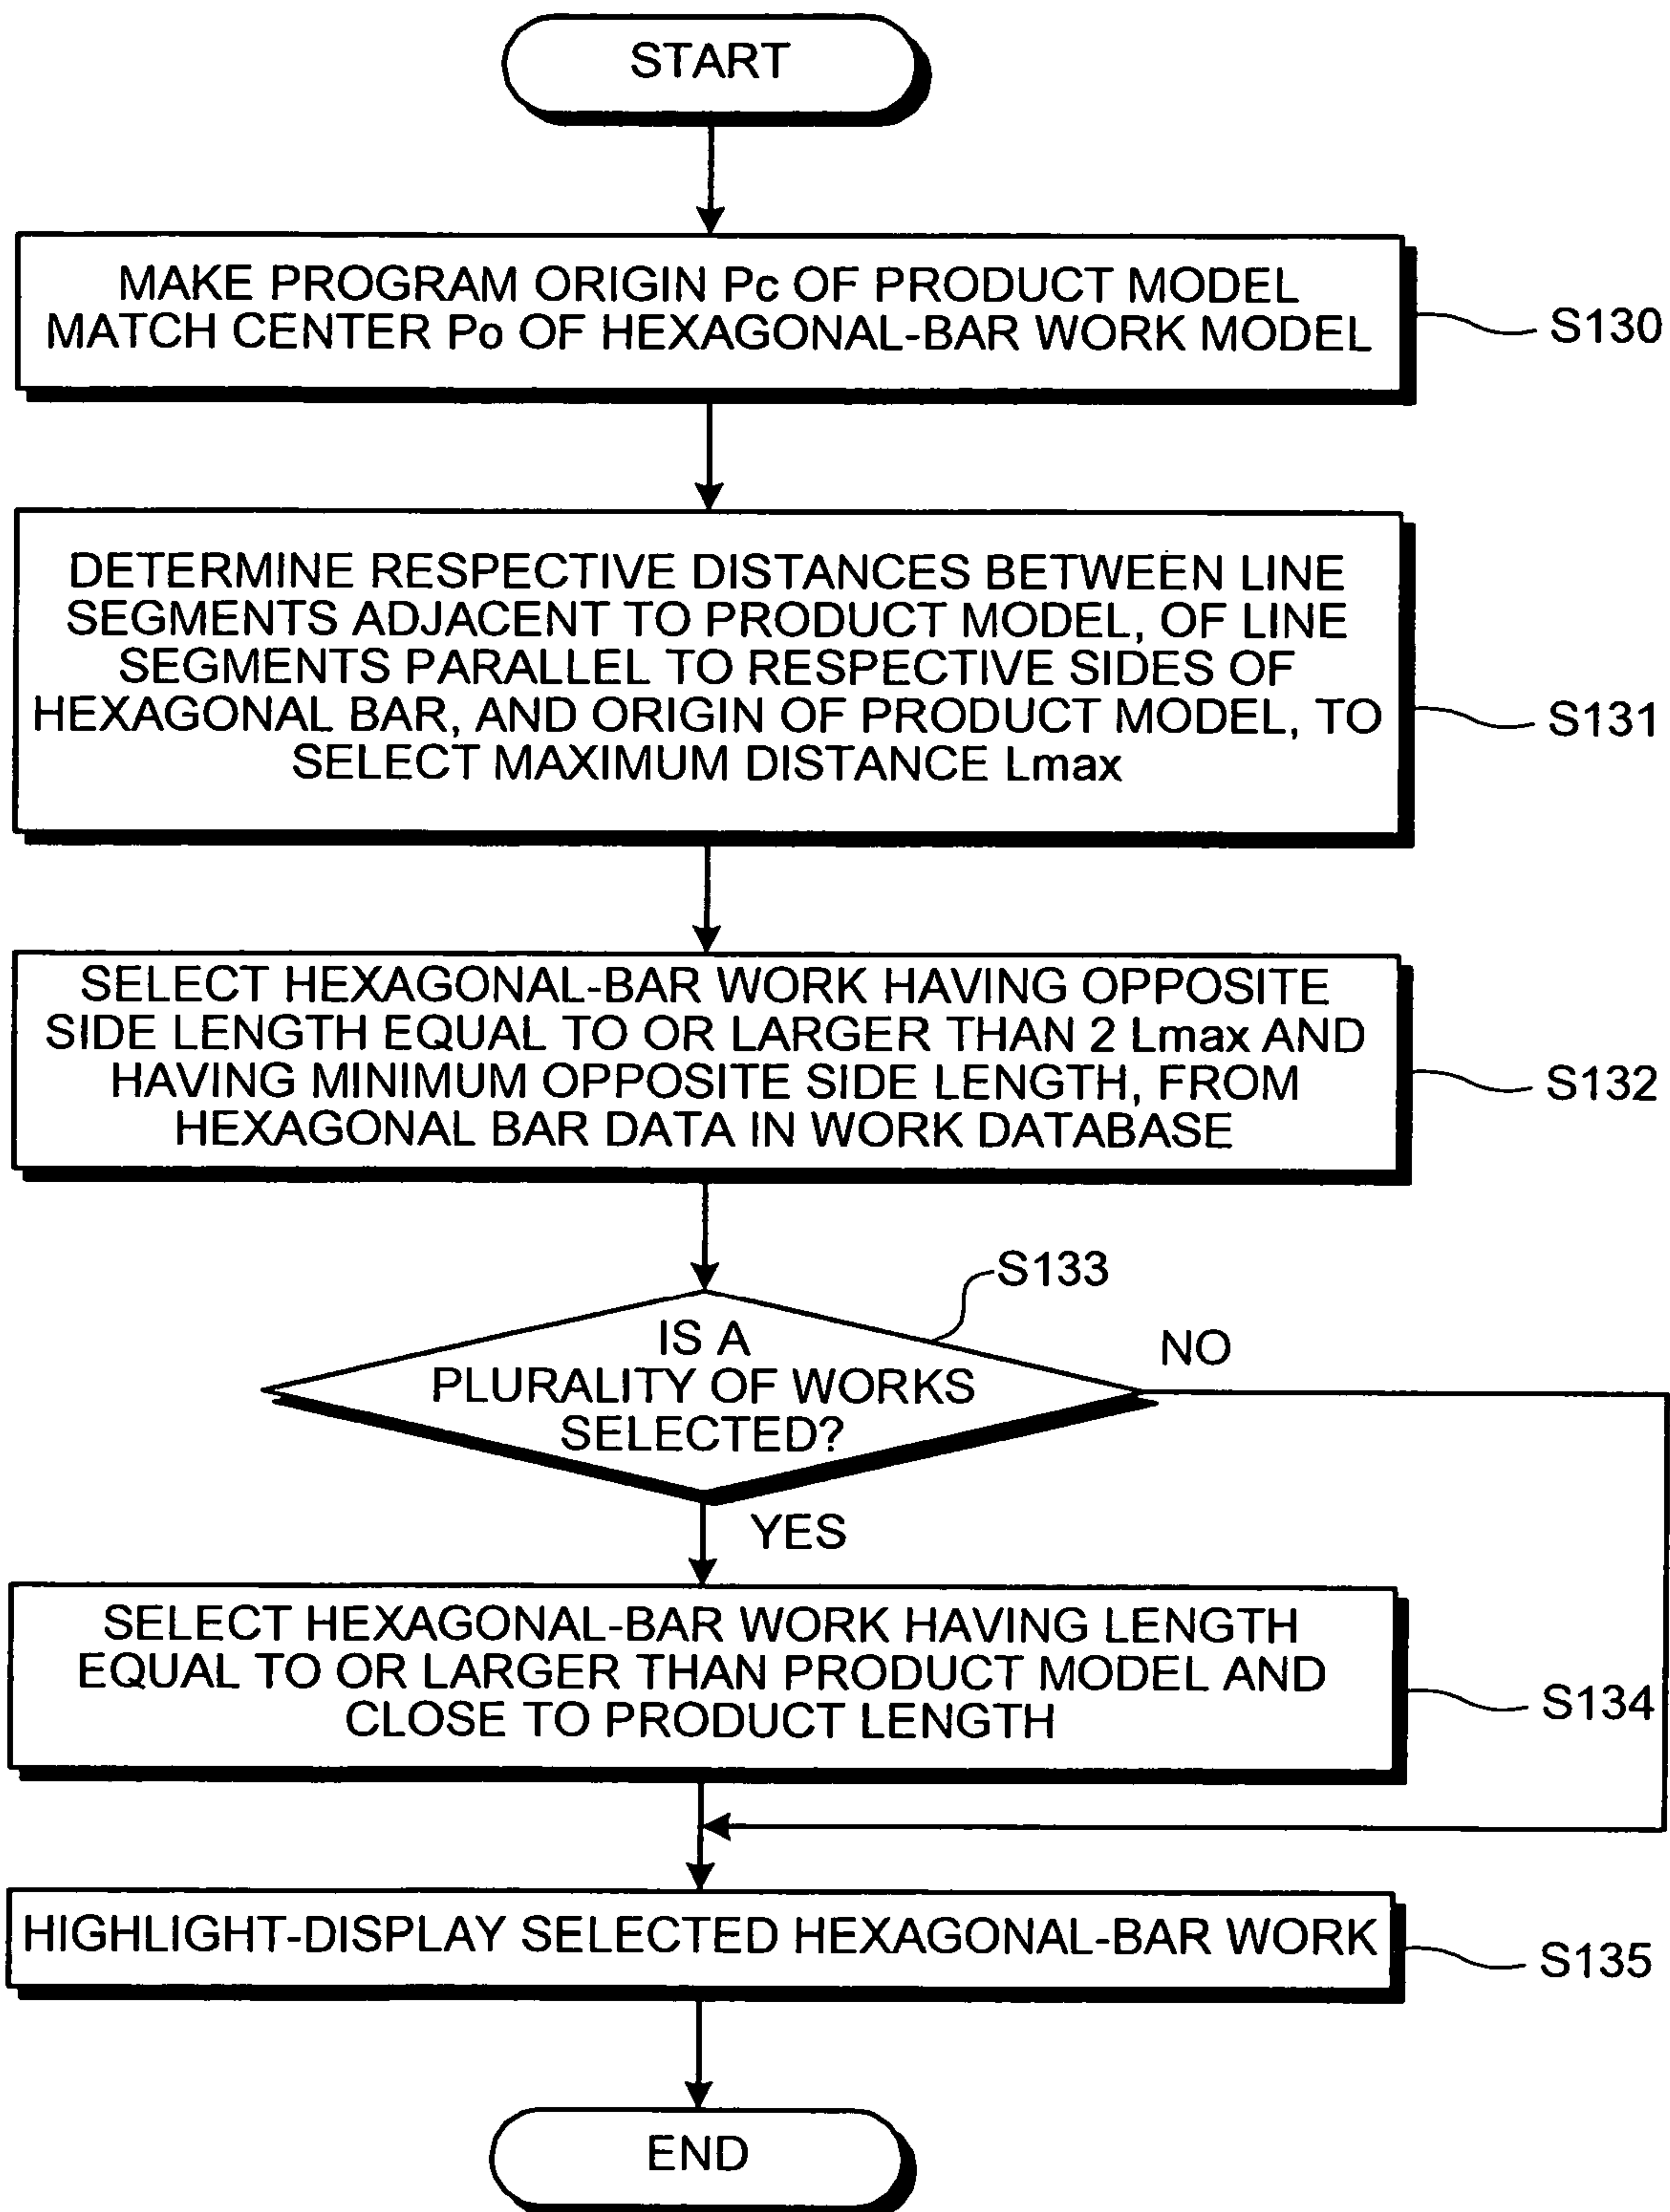 START
MAKE PROGRAM ORIGIN Pc OF PRODUCT MODEL
MATCH CENTER Po OF HEXAGONAL-BAR WORK MODEL
S130
DETERMINE RESPECTIVE DISTANCES BETWEEN LINE
SEGMENTS ADJACENT TO PRODUCT MODEL, OF LINE
SEGMENTS PARALLEL TO RESPECTIVE SIDES OF
HEXAGONAL BAR, AND ORIGIN OF PRODUCT MODEL, TO
SELECT MAXIMUM DISTANCE Lmax
S131
SELECT HEXAGONAL-BAR WORK HAVING OPPOSITE
SIDE LENGTH EQUAL TO OR LARGER THAN 2 Lmax AND
HAVING MINIMUM OPPOSITE SIDE LENGTH, FROM
HEXAGONAL BAR DATA IN WORK DATABASE
S132
S133
IS A
PLURALITY OF WORKS
SELECTED?
NO
YES
SELECT HEXAGONAL-BAR WORK HAVING LENGTH
EQUAL TO OR LARGER THAN PRODUCT MODEL AND
CLOSE TO PRODUCT LENGTH
S134
HIGHLIGHT-DISPLAY SELECTED HEXAGONAL-BAR WORK
S135
END